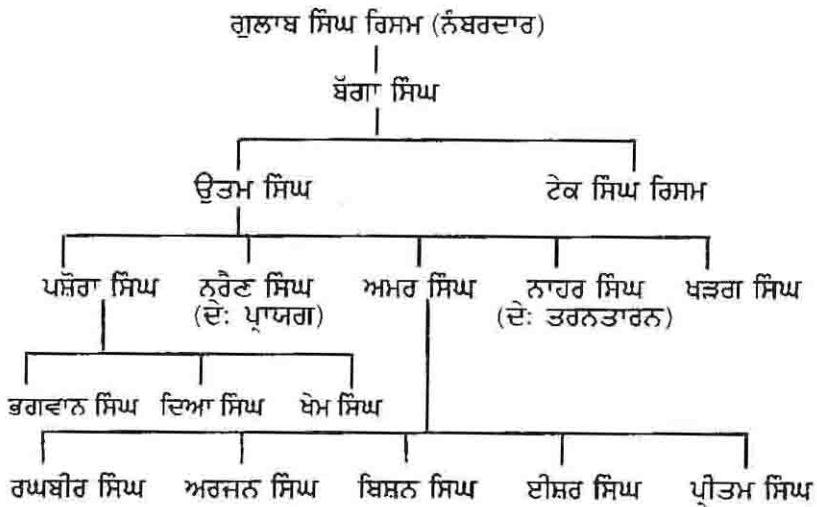 ਗੁਲਾਬ ਸਿੰਘ ਰਿਸਮ (ਨੰਬਰਦਾਰ)
ਬੱਗਾ ਸਿੰਘ
ਉਤਮ ਸਿੰਘ ਟੇਕ ਸਿੰਘ ਰਿਸਮ
ਪਸ਼ੌਰਾ ਸਿੰਘ ਨਰੈਣ ਸਿੰਘ ਅਮਰ ਸਿੰਘ ਨਾਹਰ ਸਿੰਘ ਖੜਗ ਸਿੰਘ
(ਦੇ: ਪ੍ਰਾਯਗ) (ਦੇ: ਤਰਨਤਾਰਨ)
ਭਗਵਾਨ ਸਿੰਘ ਦਿਆ ਸਿੰਘ ਖੇਮ ਸਿੰਘ
ਰਘਬੀਰ ਸਿੰਘ ਅਰਜਨ ਸਿੰਘ ਬਿਸ਼ਨ ਸਿੰਘ ਈਸ਼ਰ ਸਿੰਘ ਪ੍ਰੀਤਮ ਸਿੰਘ